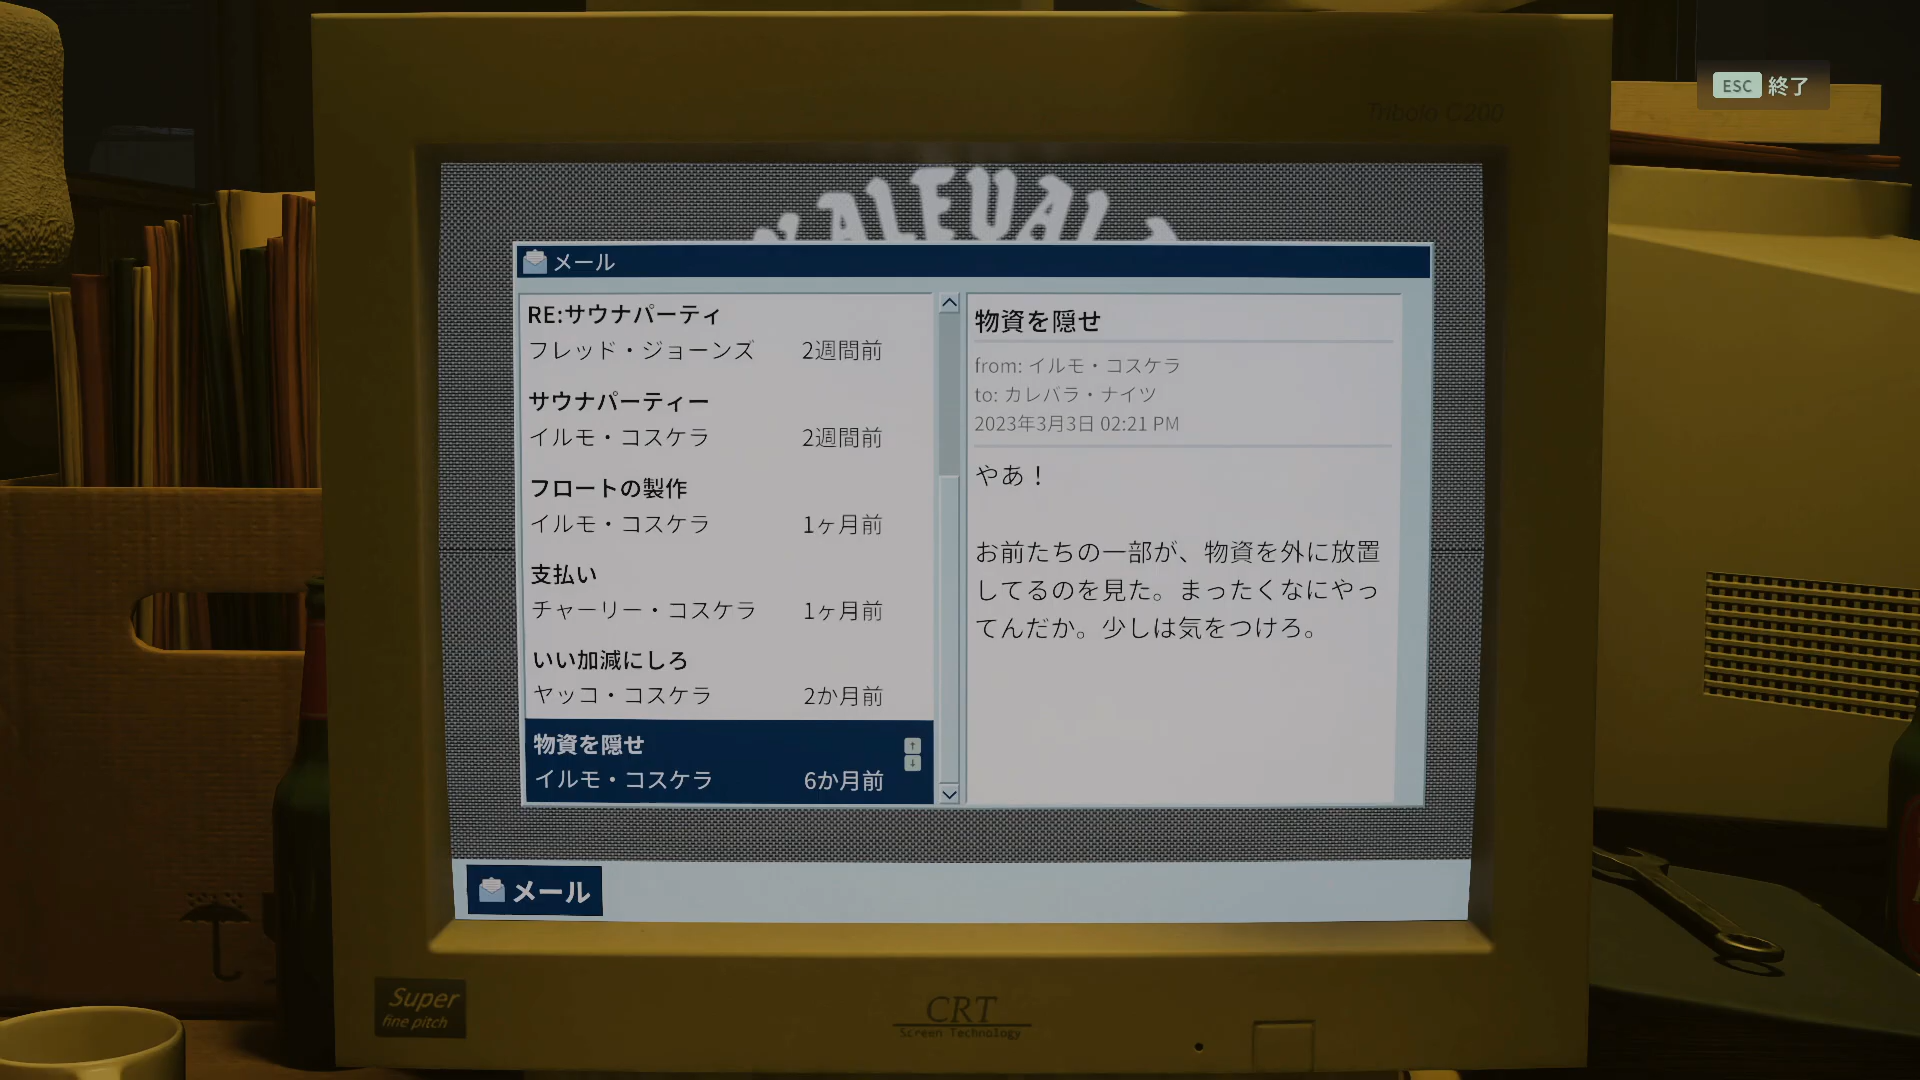 ESC 終了
Tribolo C200
メール
RE:サウナパーティ
フレッド・ジョーンズ 2週間前
サウナパーティー
イルモ・コスケラ 2週間前
フロートの製作
イルモ・コスケラ 1ヶ月前
支払い
チャーリー・コスケラ 1ヶ月前
いい加減にしろ
ヤッコ・コスケラ 2か月前
物資を隠せ
イルモ・コスケラ 6か月前
物資を隠せ
from: イルモ・コスケラ
to: カレバラ・ナイツ
2023年3月3日 02:21 PM
やあ！
お前たちの一部が、物資を外に放置
してるのを見た。まったくなにやっ
てんだか。少しは気をつけろ。
メール
Super
fine pitch
CRT
Screen Technology